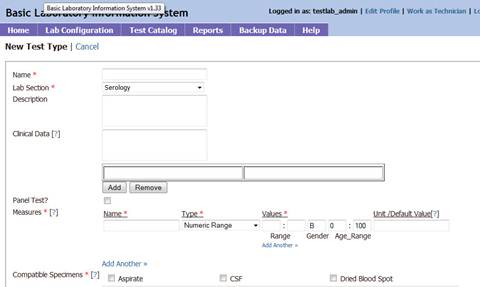 Basic Laboratory Information System
Basic Laboratory Information System v1.33
Logged in as: testlab_admin | Edit Profile | Work as Technician |
Home Lab Configuration Test Catalog Reports Backup Data Help
New Test Type | Cancel
Name *
Lab Section * Serology
Description
Clinical Data [?]
Add Remove
Panel Test?
Measures * [?] Name * Type * Values * Unit /Default Value[?]
Numeric Range : B 0 : 100
Range Gender Age_Range
Add Another »
Add Another »
Compatible Specimens * [?] Aspirate CSF Dried Blood Spot